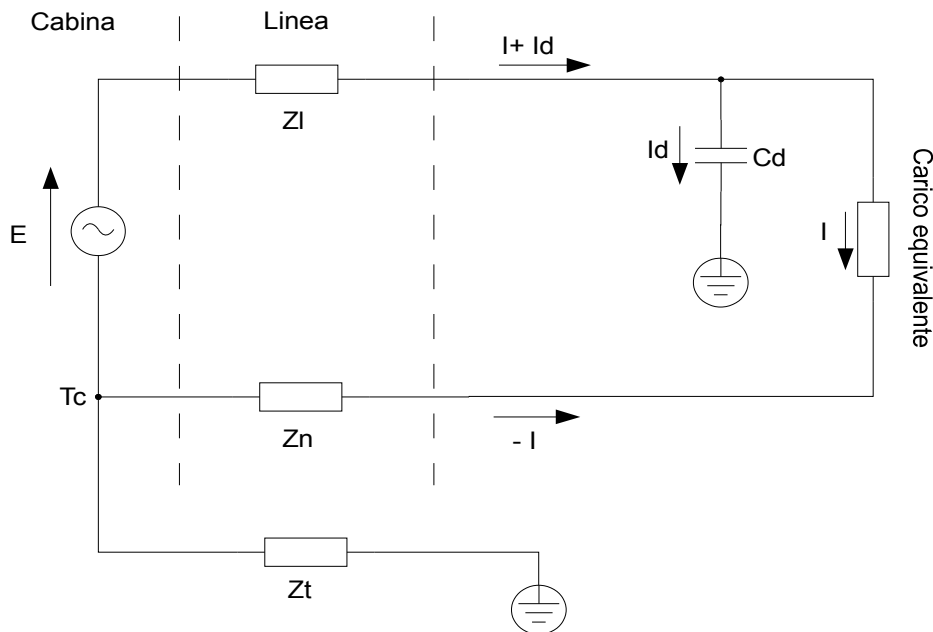 Cabina
Linea
I+ Id
Zl
Id
Cd
E
I
Carico equivalente
Tc
Zn
- I
Zt